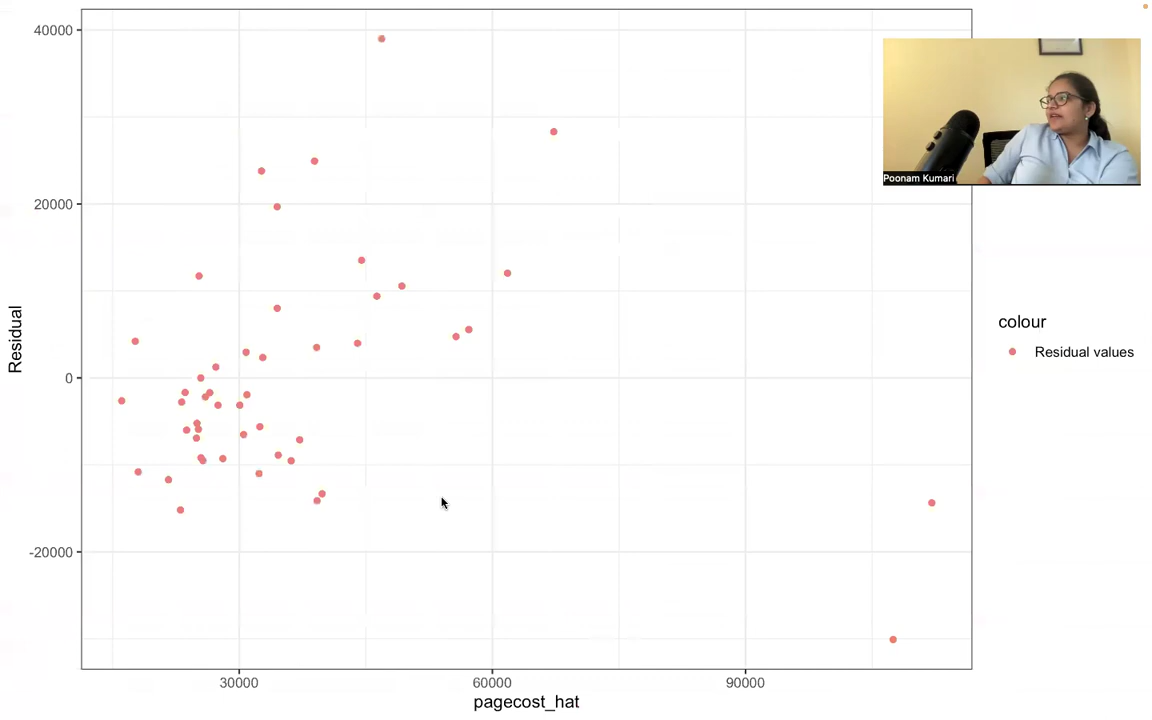 40000
20000
0
-20000
Residual
30000
60000
90000
pagecost_hat
Poonam Kumari
colour
Residual values